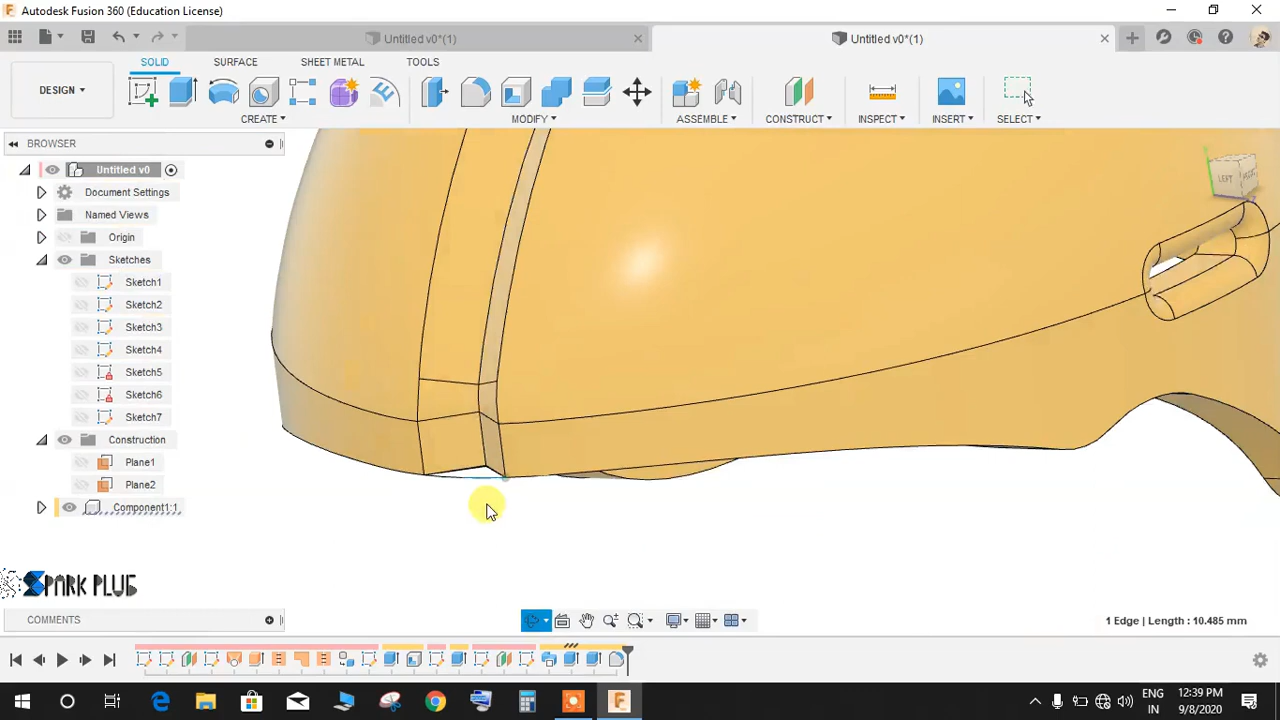 Autodesk Fusion 360 (Education License)
Untitled v0*(1)
Untitled v0*(1)
SOLID SURFACE SHEET METAL TOOLS
DESIGN
CREATE MODIFY ASSEMBLE CONSTRUCT INSPECT INSERT SELECT
BROWSER
Untitled v0
Document Settings
Named Views
Origin
Sketches
Sketch1
Sketch2
Sketch3
Sketch4
Sketch5
Sketch6
Sketch7
Construction
Plane1
Plane2
Component1:1
LEFT
SPARK PLUG
COMMENTS
1 Edge | Length : 10.485 mm
ENG
IN
12:39 PM
9/8/2020